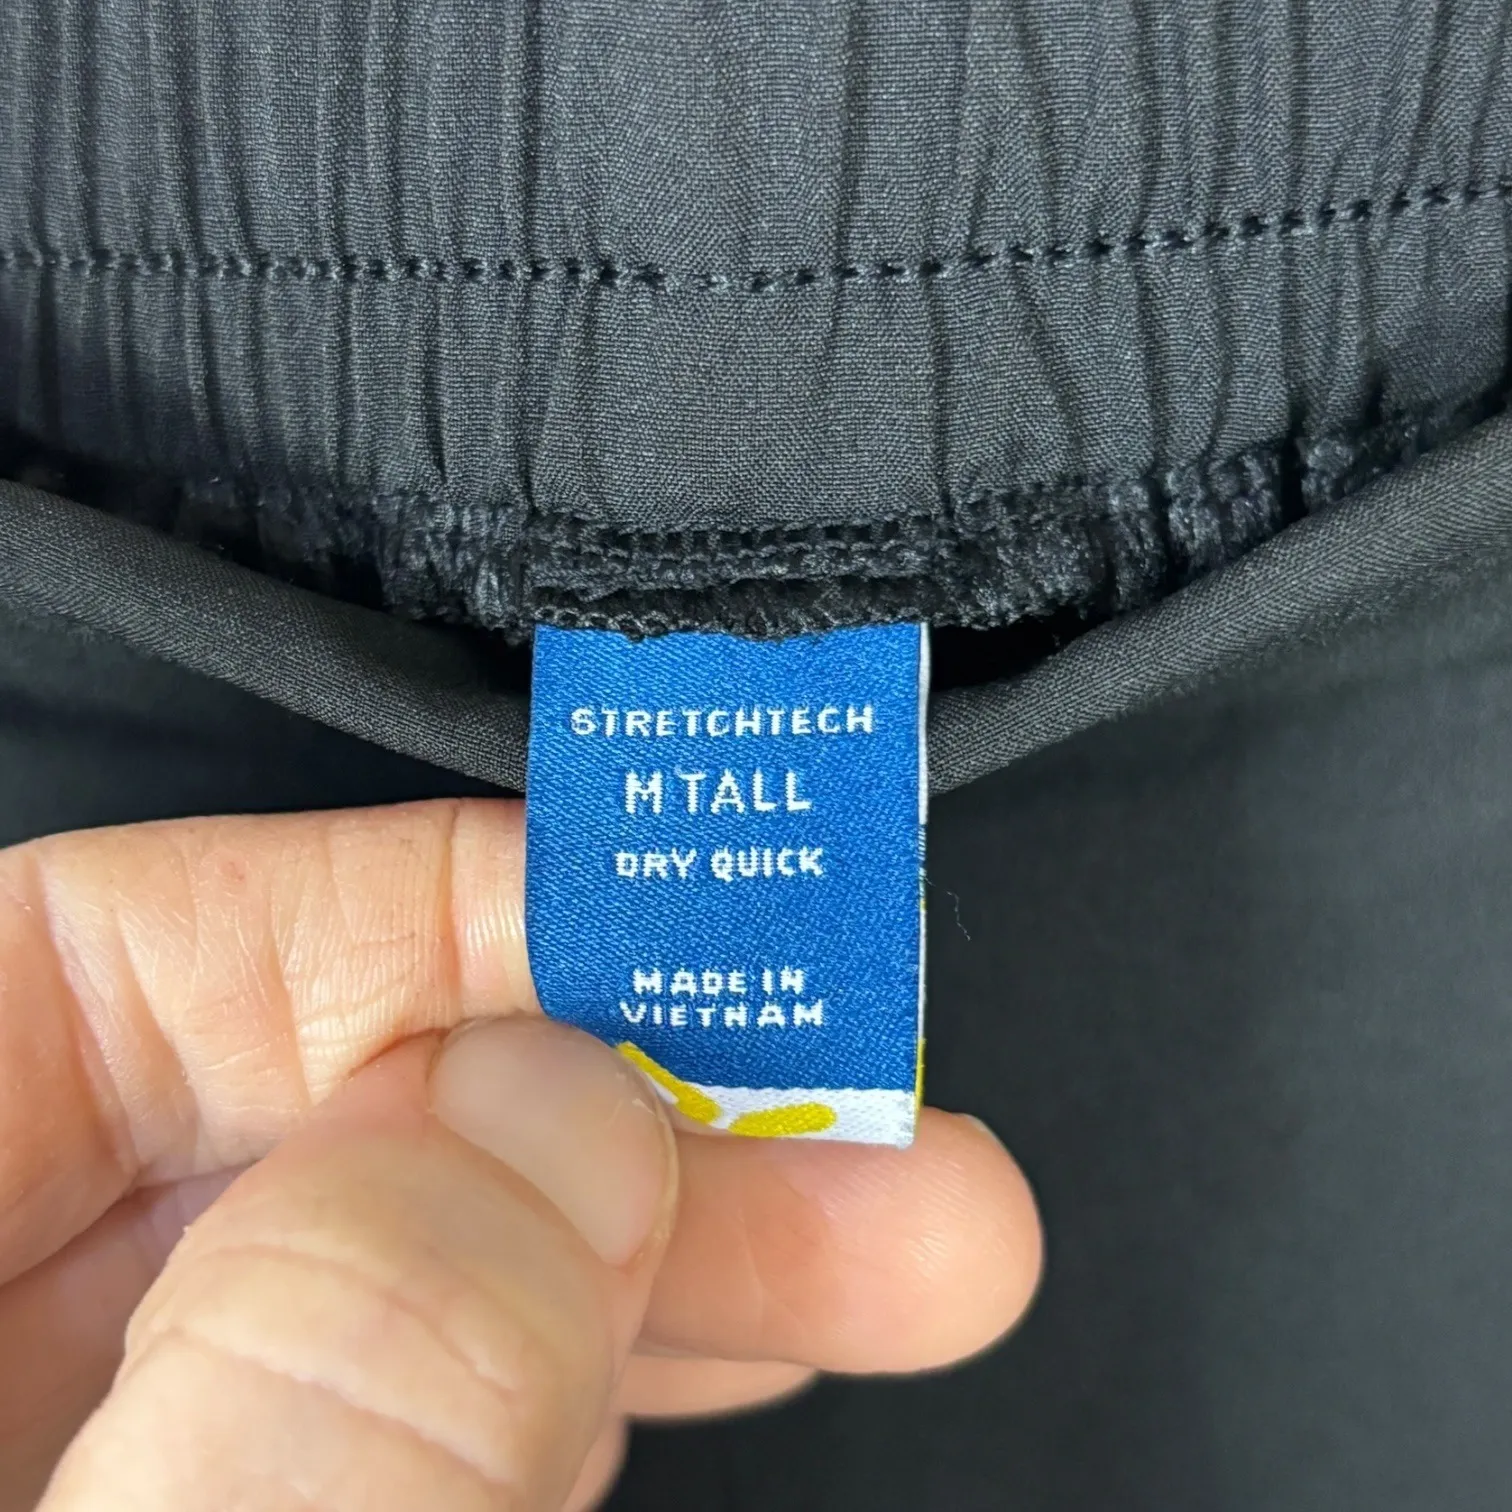 STRETCHTECH
M TALL
DRY QUICK
MADE IN
VIETNAM